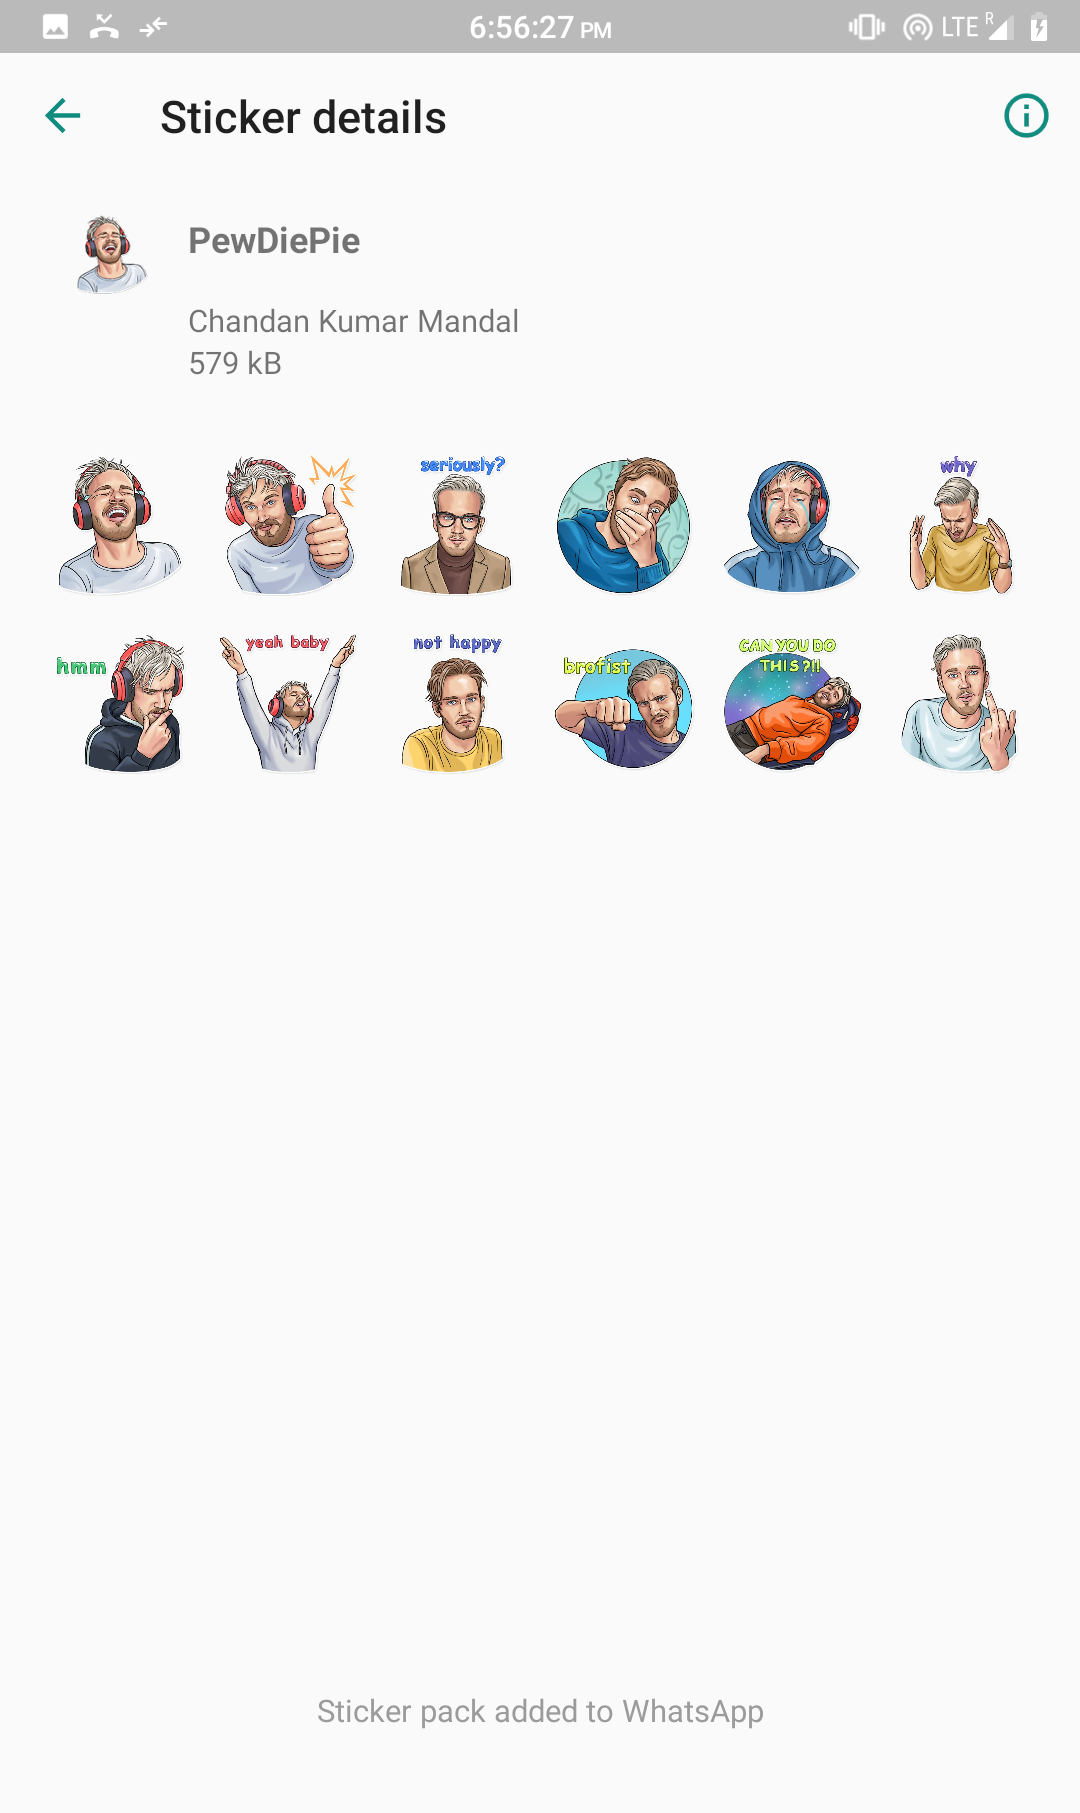 6:56:27 PM
LTE R
Sticker details
PewDiePie
Chandan Kumar Mandal
579 kB
seriously?
why
hmm
yeah baby
not happy
brofist
CAN YOU DO
THIS?!!
Sticker pack added to WhatsApp